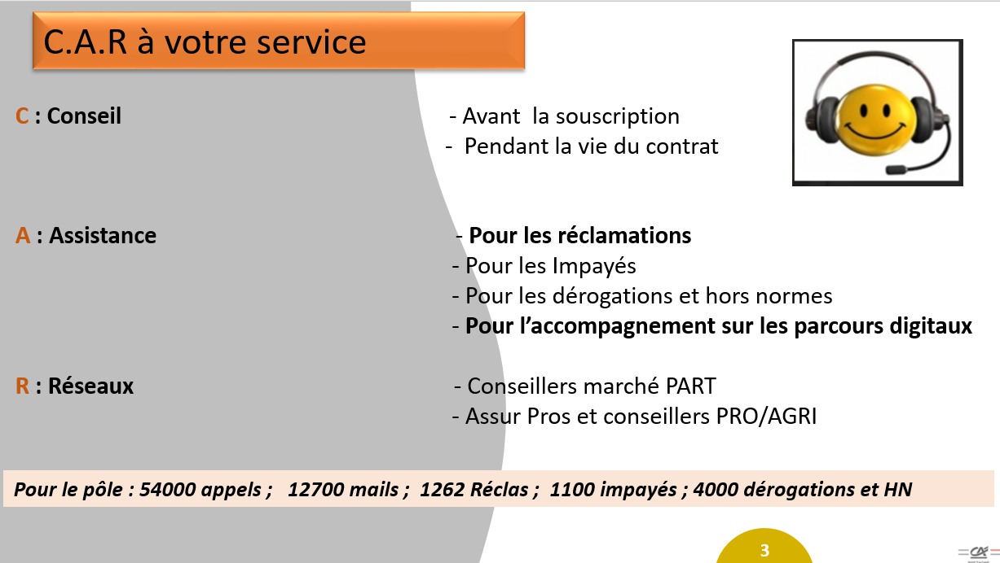 C.A.R à votre service
C : Conseil - Avant la souscription
- Pendant la vie du contrat
A : Assistance - Pour les réclamations
- Pour les Impayés
- Pour les dérogations et hors normes
- Pour l’accompagnement sur les parcours digitaux
R : Réseaux - Conseillers marché PART
- Assur Pros et conseillers PRO/AGRI
Pour le pôle : 54000 appels ; 12700 mails ; 1262 Réclas ; 1100 impayés ; 4000 dérogations et HN
3
CA